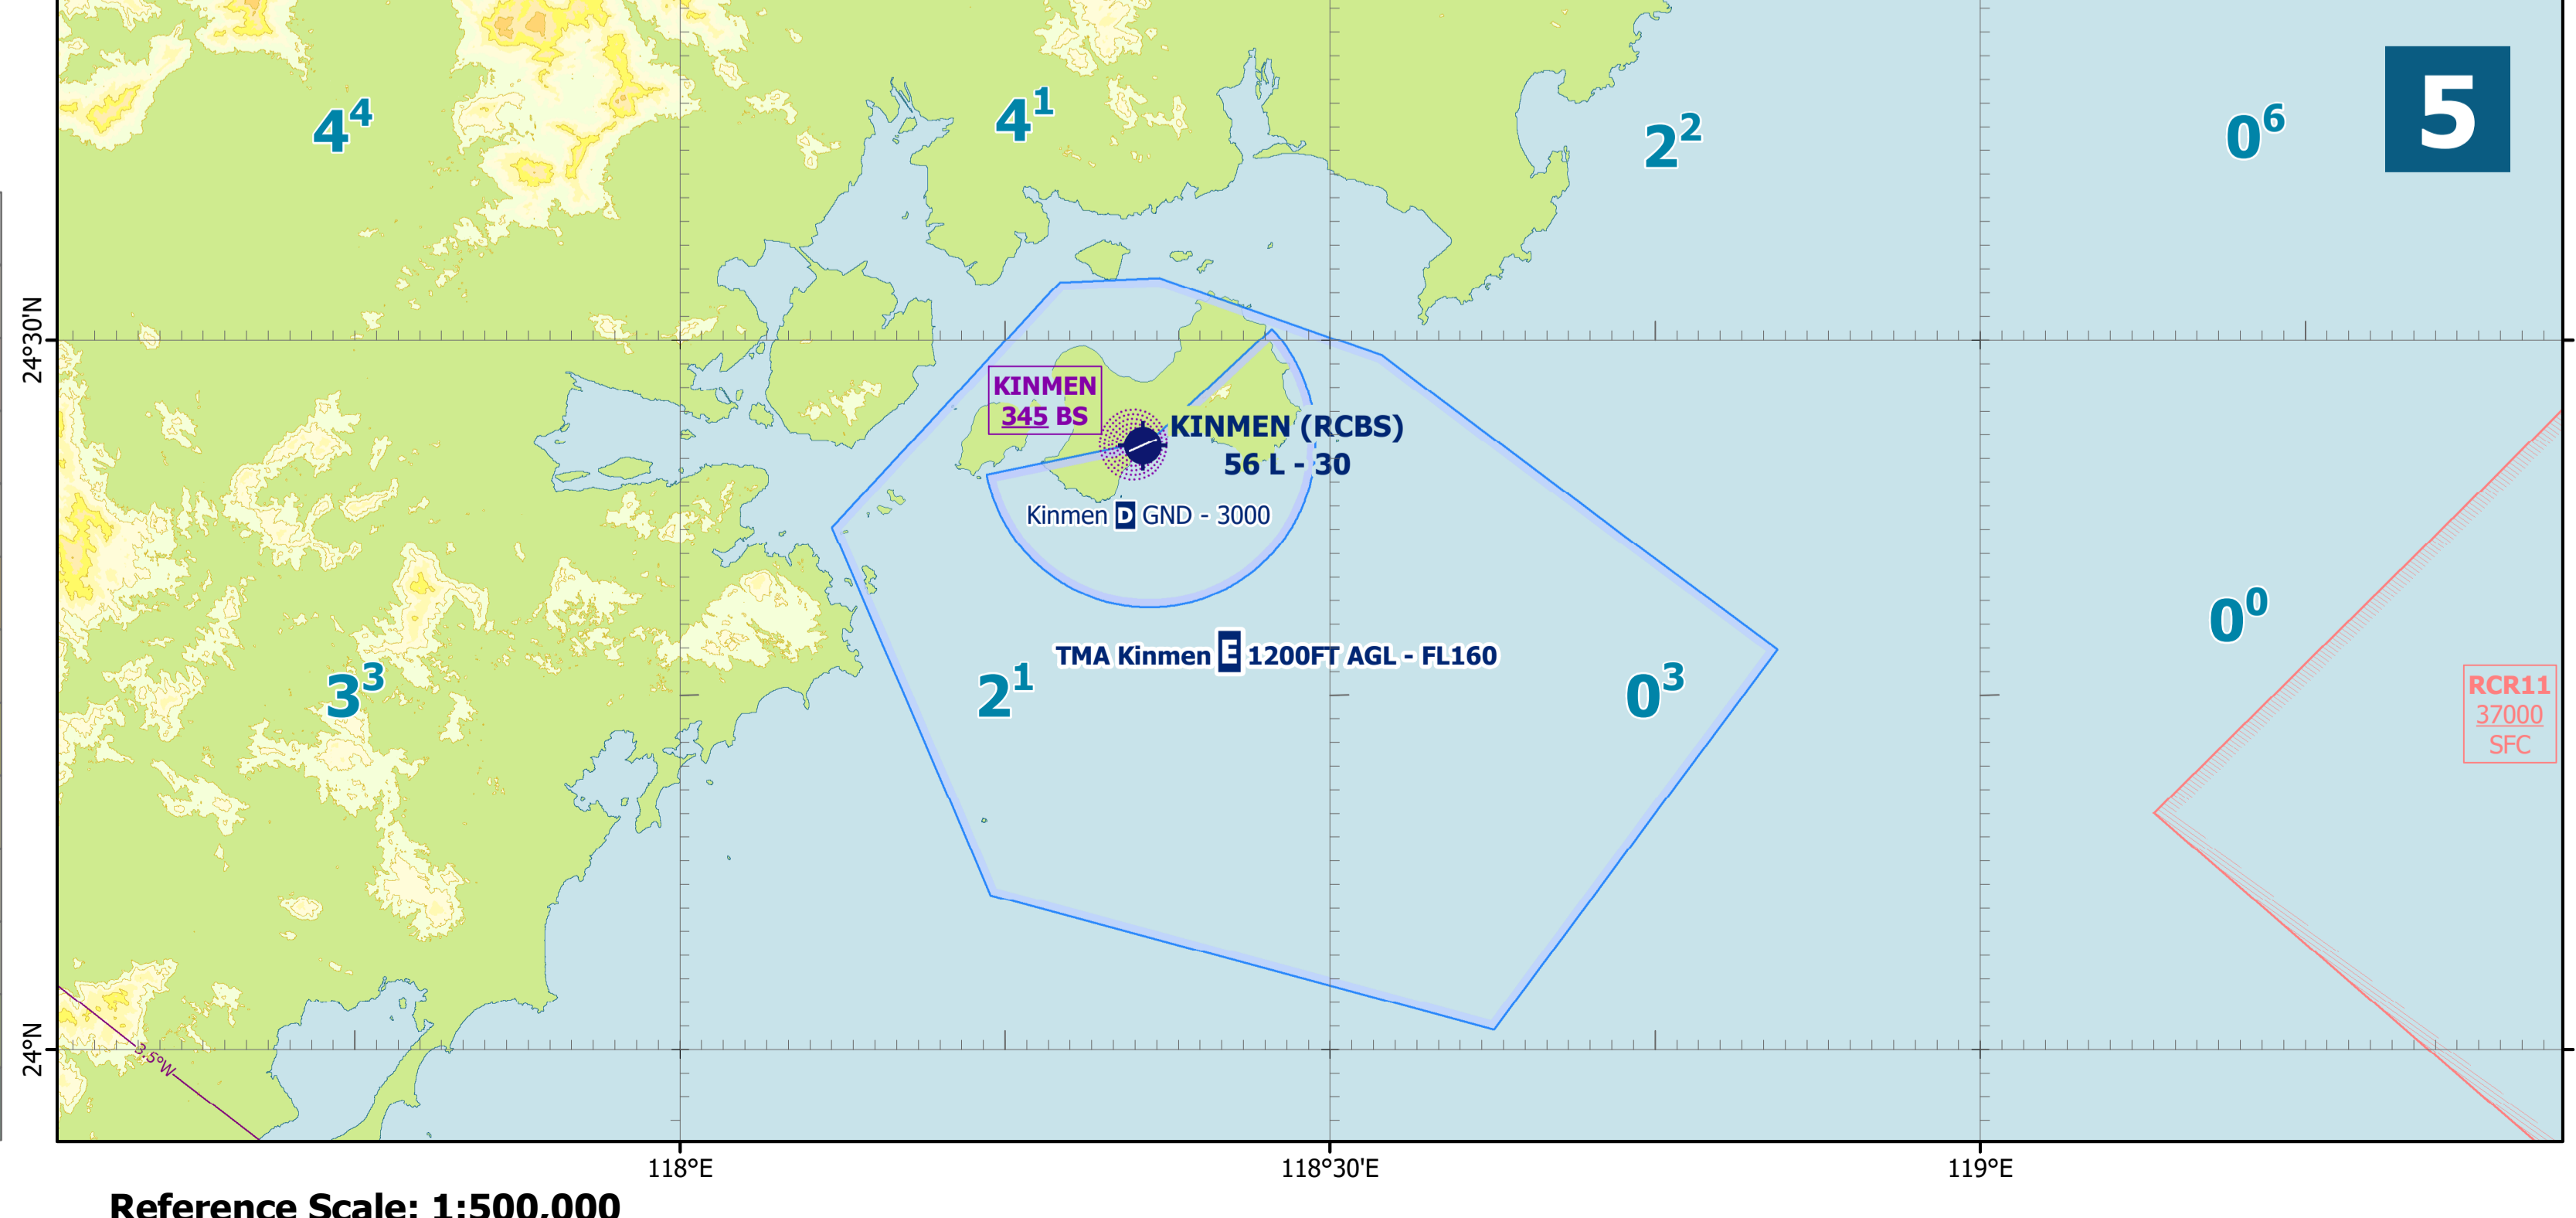 4⁴
4¹
2²
0⁶
5
24°30'N
KINMEN
345 BS
KINMEN (RCBS)
56 L - 30
Kinmen D GND - 3000
TMA Kinmen E 1200FT AGL - FL160
3³
2¹
0³
0⁰
RCR11
37000
SFC
24°N
3.5°W
118°E
118°30'E
119°E
Reference Scale: 1:500,000